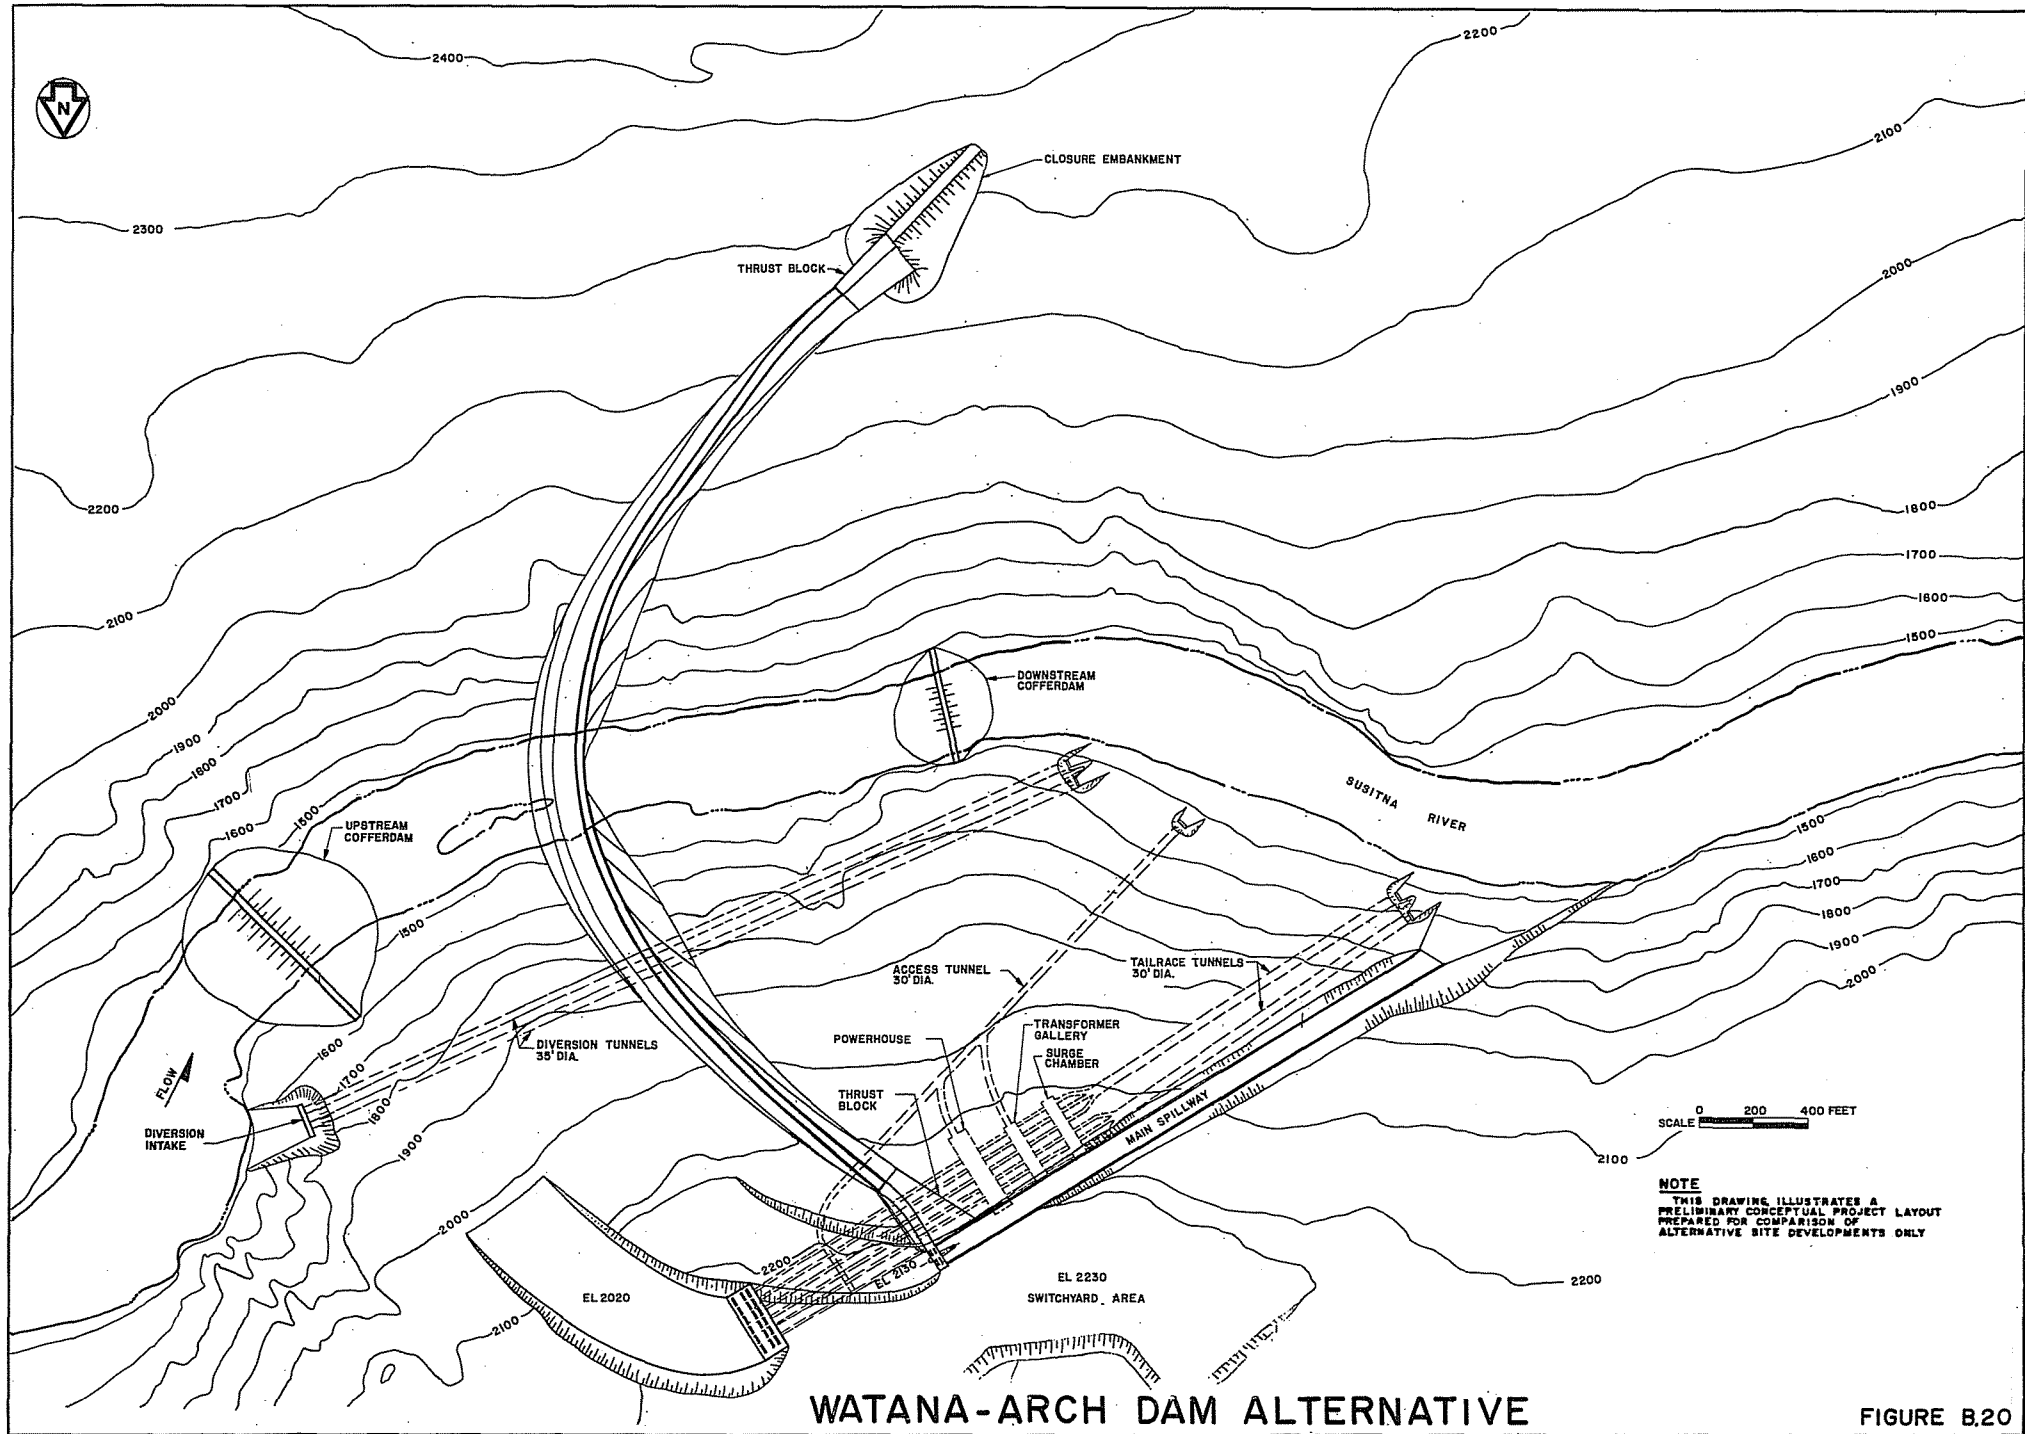 2400
2200
N
2100
CLOSURE EMBANKMENT
2300
2000
THRUST BLOCK
1900
2200
1800
1700
1600
2100
1500
DOWNSTREAM
COFFERDAM
2000
1900
1800
1700
1600
1500
UPSTREAM
COFFERDAM
SUSITNA
RIVER
1500
1600
1700
1800
1900
2000
1500
ACCESS TUNNEL
30' DIA.
TAILRACE TUNNELS
30' DIA.
DIVERSION TUNNELS
35' DIA.
1600
1700
1800
1900
POWERHOUSE
TRANSFORMER
GALLERY
SURGE
CHAMBER
THRUST
BLOCK
FLOW
DIVERSION
INTAKE
MAIN SPILLWAY
SCALE 0 200 400 FEET
2100
NOTE
THIS DRAWING ILLUSTRATES A
PRELIMINARY CONCEPTUAL PROJECT LAYOUT
PREPARED FOR COMPARISON OF
ALTERNATIVE SITE DEVELOPMENTS ONLY
2000
2200
EL 2130
EL 2020
EL 2230
SWITCHYARD AREA
2200
2100
WATANA-ARCH DAM ALTERNATIVE
FIGURE B.20